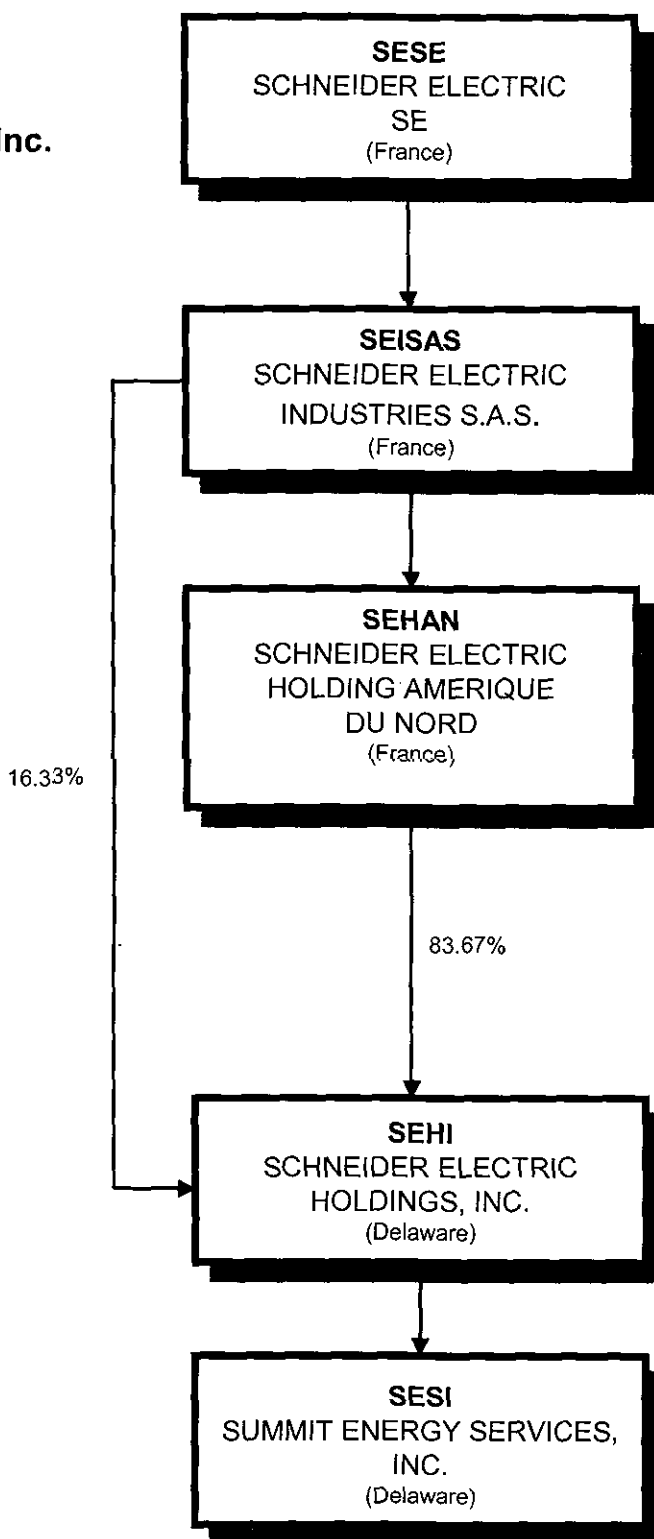 SESE
SCHNEIDER ELECTRIC
SE
(France)
Inc.
SEISAS
SCHNEIDER ELECTRIC
INDUSTRIES S.A.S.
(France)
SEHAN
SCHNEIDER ELECTRIC
HOLDING AMERIQUE
DU NORD
(France)
16.33%
83.67%
SEHI
SCHNEIDER ELECTRIC
HOLDINGS, INC.
(Delaware)
SESI
SUMMIT ENERGY SERVICES,
INC.
(Delaware)